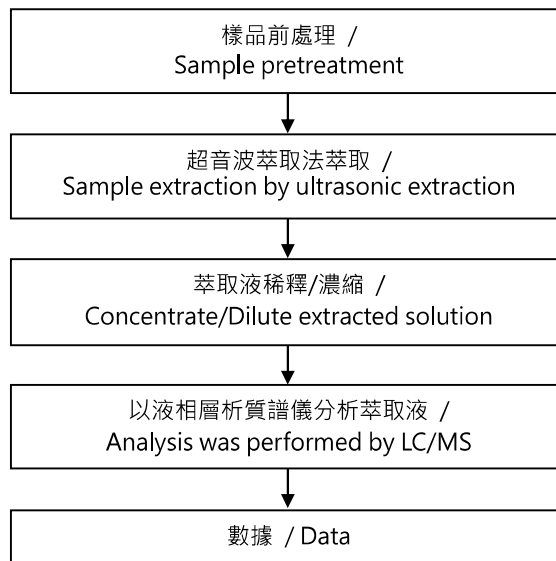 樣品前處理 /
Sample pretreatment
超音波萃取法萃取 /
Sample extraction by ultrasonic extraction
萃取液稀釋/濃縮 /
Concentrate/Dilute extracted solution
以液相層析質譜儀分析萃取液 /
Analysis was performed by LC/MS
數據 / Data